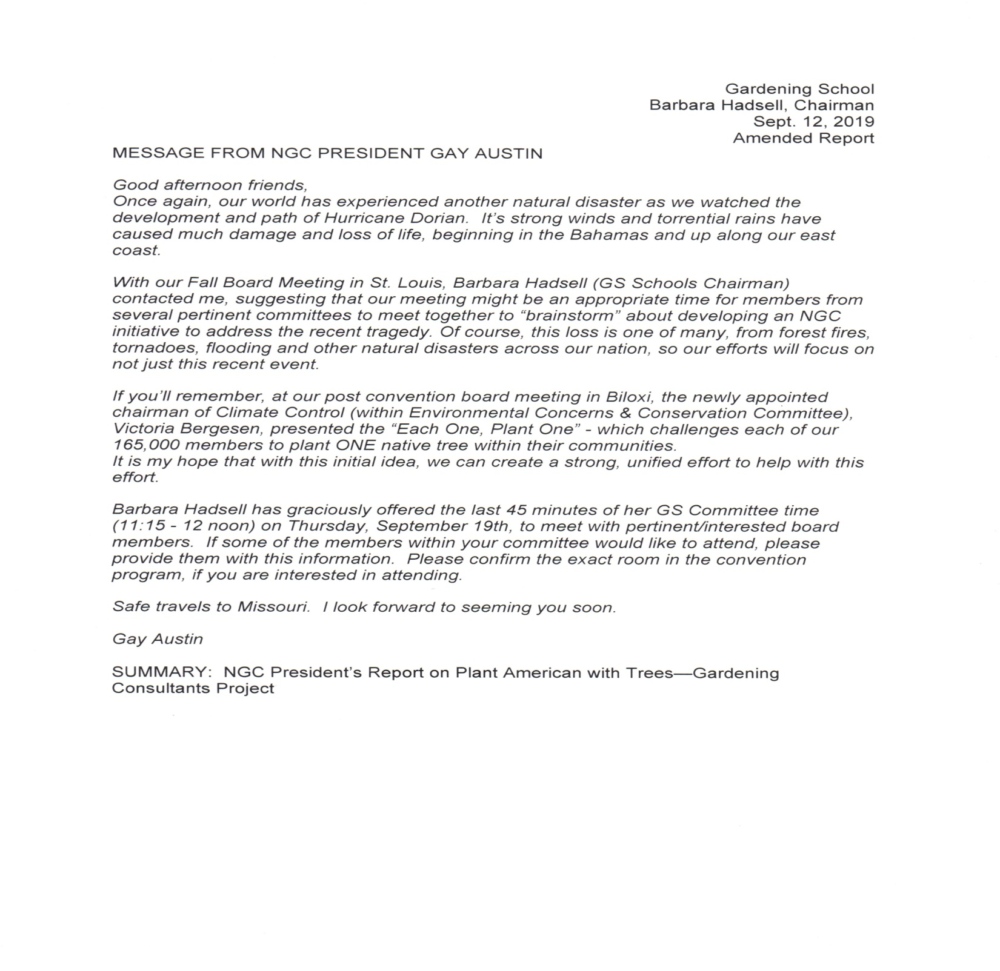 Gardening School
Barbara Hadsell, Chairman
Sept. 12, 2019
Amended Report
MESSAGE FROM NGC PRESIDENT GAY AUSTIN
Good afternoon friends,
Once again, our world has experienced another natural disaster as we watched the
development and path of Hurricane Dorian.  It's strong winds and torrential rains have
caused much damage and loss of life, beginning in the Bahamas and up along our east
coast.
With our Fall Board Meeting in St. Louis, Barbara Hadsell (GS Schools Chairman)
contacted me, suggesting that our meeting might be an appropriate time for members from
several pertinent committees to meet together to “brainstorm” about developing an NGC
initiative to address the recent tragedy. Of course, this loss is one of many, from forest fires,
tornadoes, flooding and other natural disasters across our nation, so our efforts will focus on
not just this recent event.
If you'll remember, at our post convention board meeting in Biloxi, the newly appointed
chairman of Climate Control (within Environmental Concerns & Conservation Committee),
Victoria Bergesen, presented the “Each One, Plant One” - which challenges each of our
165,000 members to plant ONE native tree within their communities.
It is my hope that with this initial idea, we can create a strong, unified effort to help with this
effort.
Barbara Hadsell has graciously offered the last 45 minutes of her GS Committee time
(11:15 - 12 noon) on Thursday, September 19th, to meet with pertinent/interested board
members.  If some of the members within your committee would like to attend, please
provide them with this information.  Please confirm the exact room in the convention
program, if you are interested in attending.
Safe travels to Missouri.  I look forward to seeming you soon.
Gay Austin
SUMMARY:  NGC President's Report on Plant American with Trees—Gardening
Consultants Project